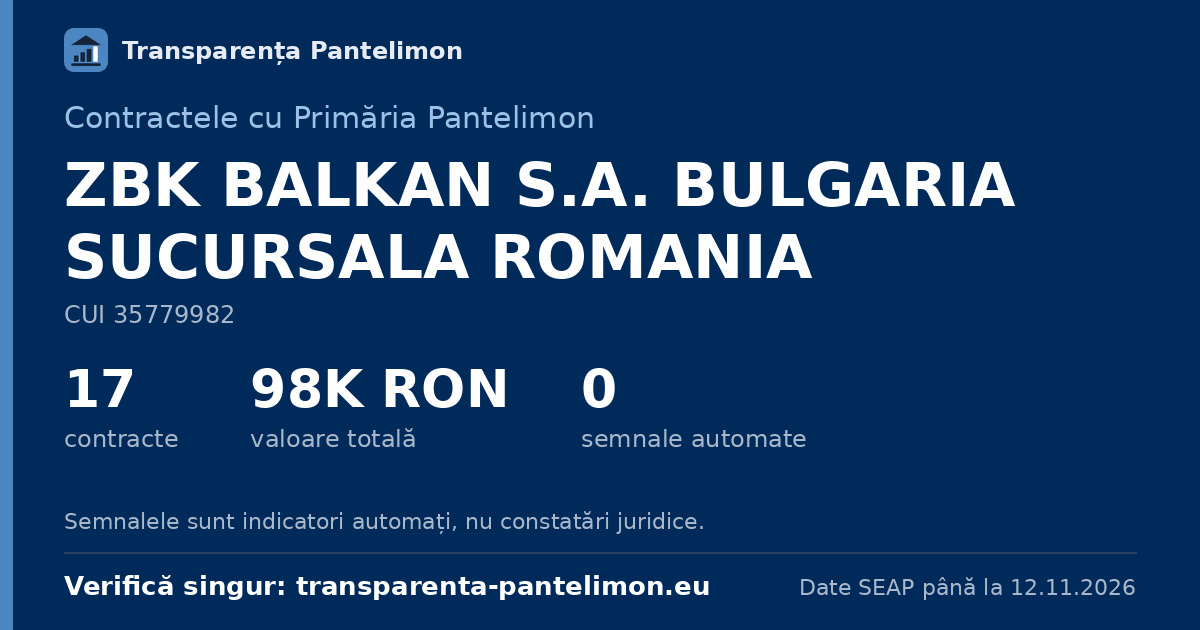 Transparența Pantelimon
Contractele cu Primăria Pantelimon
ZBK BALKAN S.A. BULGARIA
SUCURSALA ROMANIA
CUI 35779982
17 98K RON 0
contracte valoare totală semnale automate
Semnalele sunt indicatori automați, nu constatări juridice.
Verifică singur: transparenta-pantelimon.eu Date SEAP până la 12.11.2026